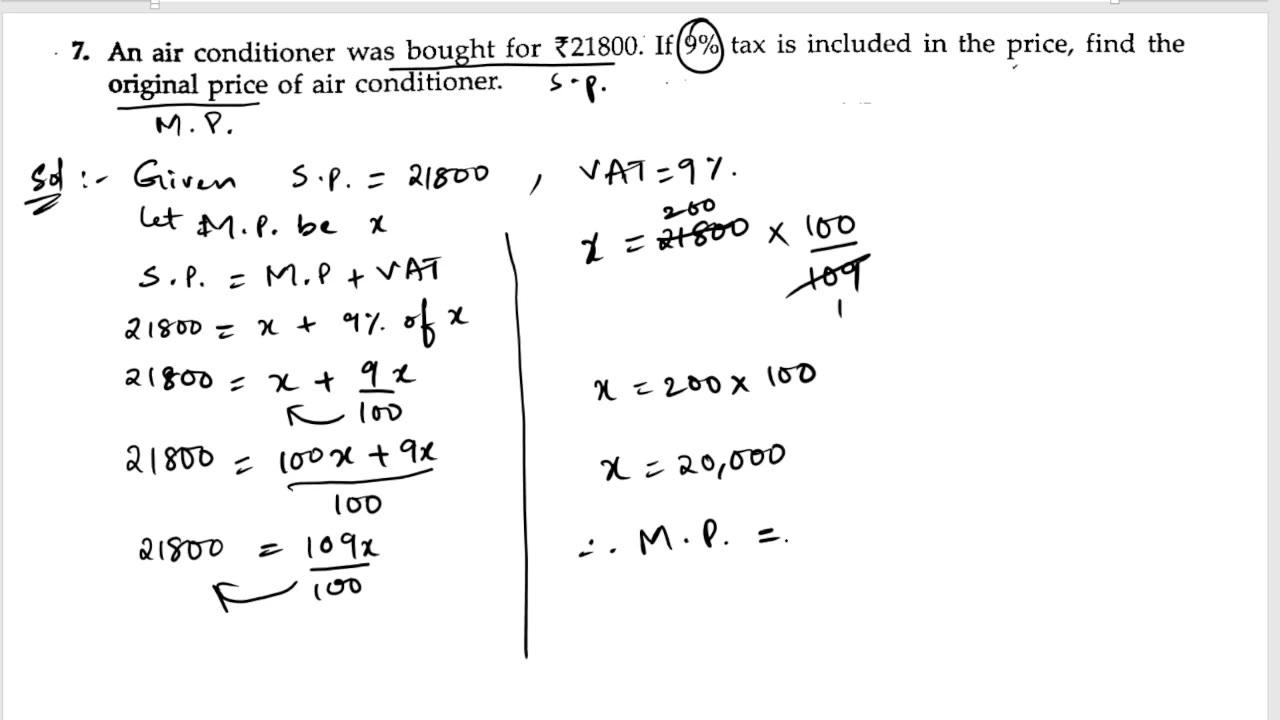 7. An air conditioner was bought for ₹21800. If 9% tax is included in the price, find the
original price of air conditioner. S.P.
M.P.
Sol :- Given S.P. = 21800 , VAT = 9%.
Let M.P. be x
S.P. = M.P + VAT
21800 = x + 9% of x
21800 = x + 9x/100
21800 = 100x + 9x/100
21800 = 109x/100
200
x = 21800 × 100/109
1
x = 200 × 100
x = 20,000
∴ M.P. =